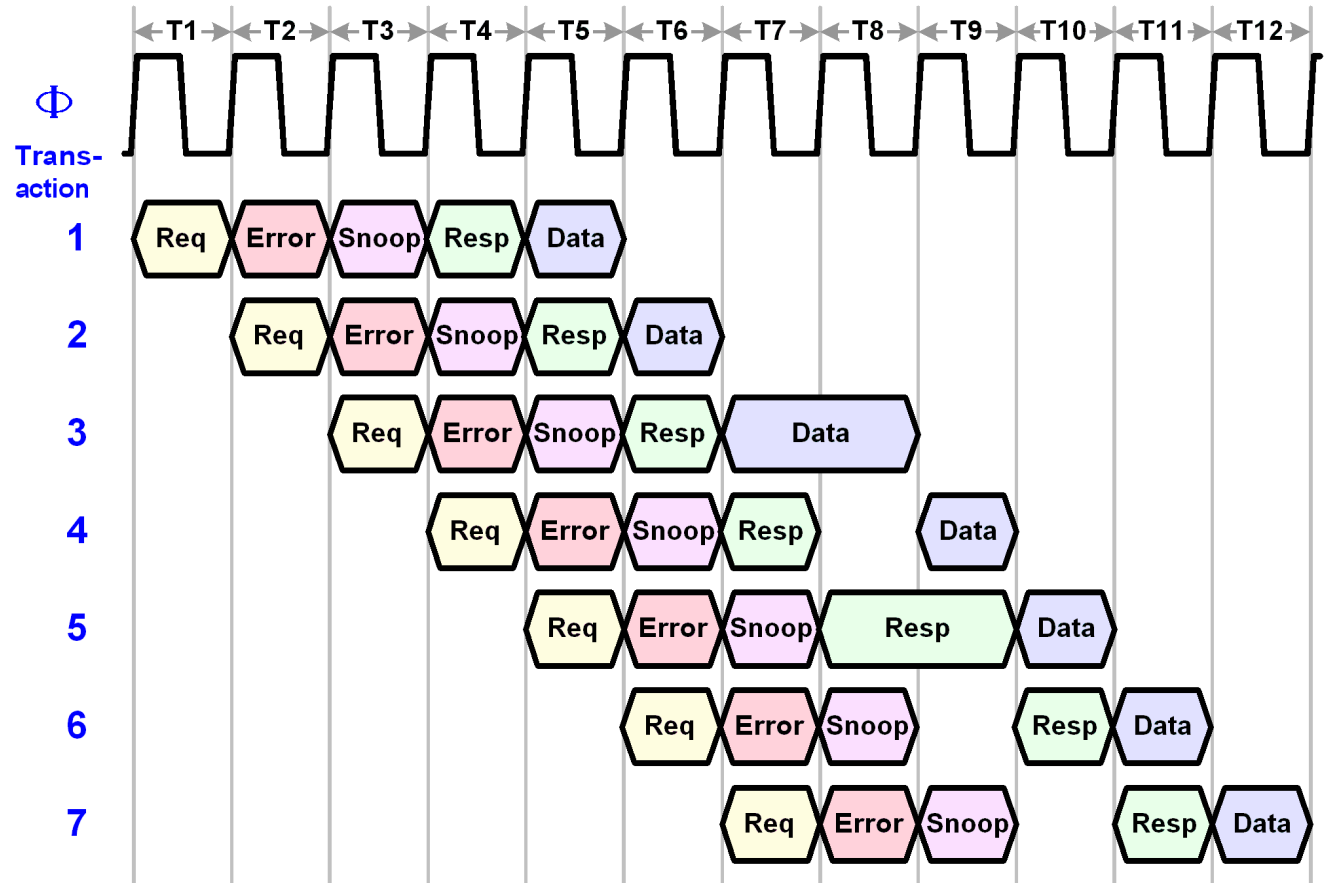 T1 T2 T3 T4 T5 T6 T7 T8 T9 T10 T11 T12
Φ
Trans-
action
1 Req Error Snoop Resp Data
2 Req Error Snoop Resp Data
3 Req Error Snoop Resp Data
4 Req Error Snoop Resp Data
5 Req Error Snoop Resp Data
6 Req Error Snoop Resp Data
7 Req Error Snoop Resp Data